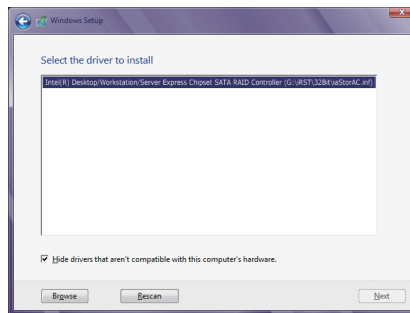 Windows Setup
Select the driver to install
Intel(R) Desktop/Workstation/Server Express Chipset SATA RAID Controller (G:\iRST\32Bit\iaStorAC.inf)
Hide drivers that aren't compatible with this computer's hardware.
Browse
Rescan
Next